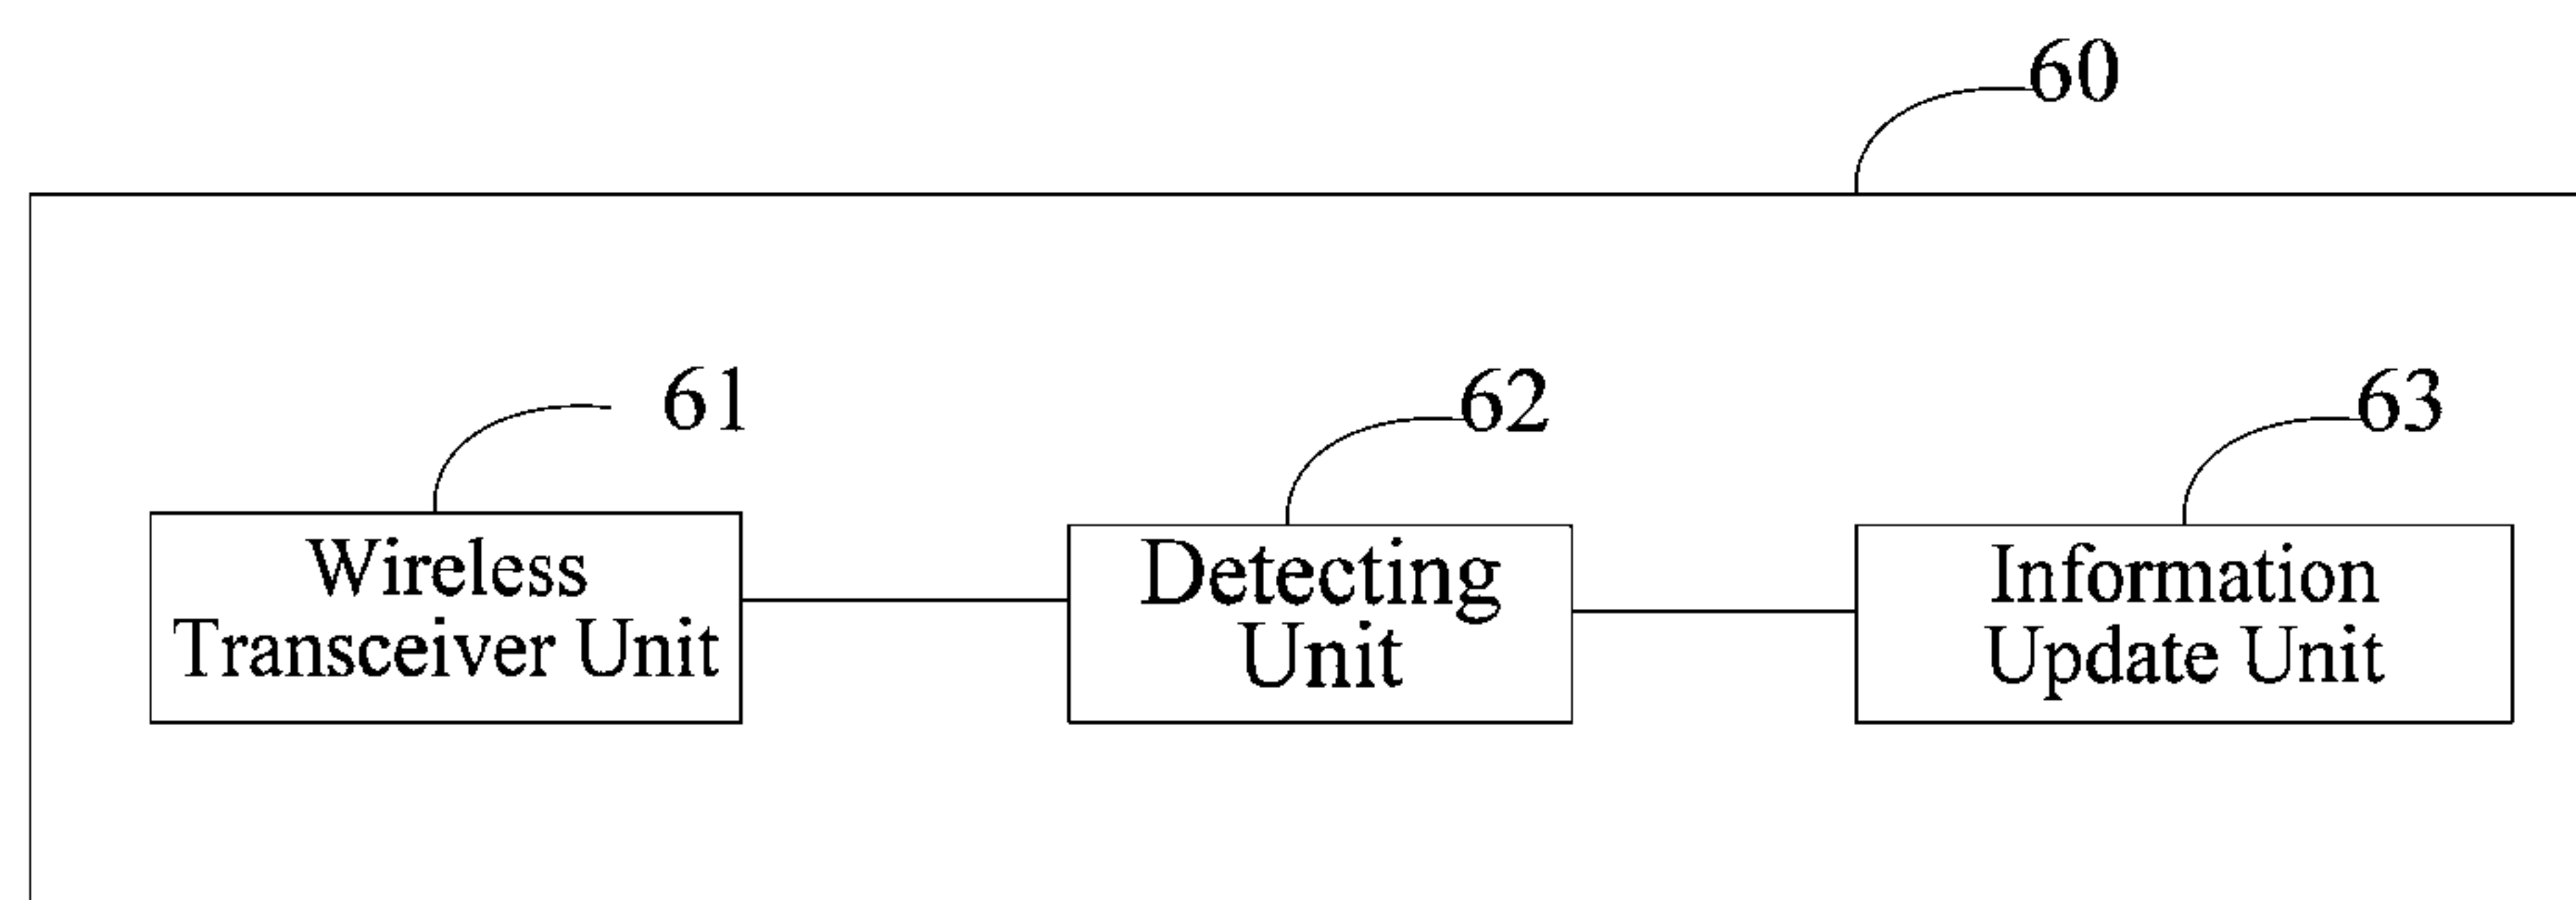 60
61
62
63
Wireless
Transceiver Unit
Detecting
Unit
Information
Update Unit